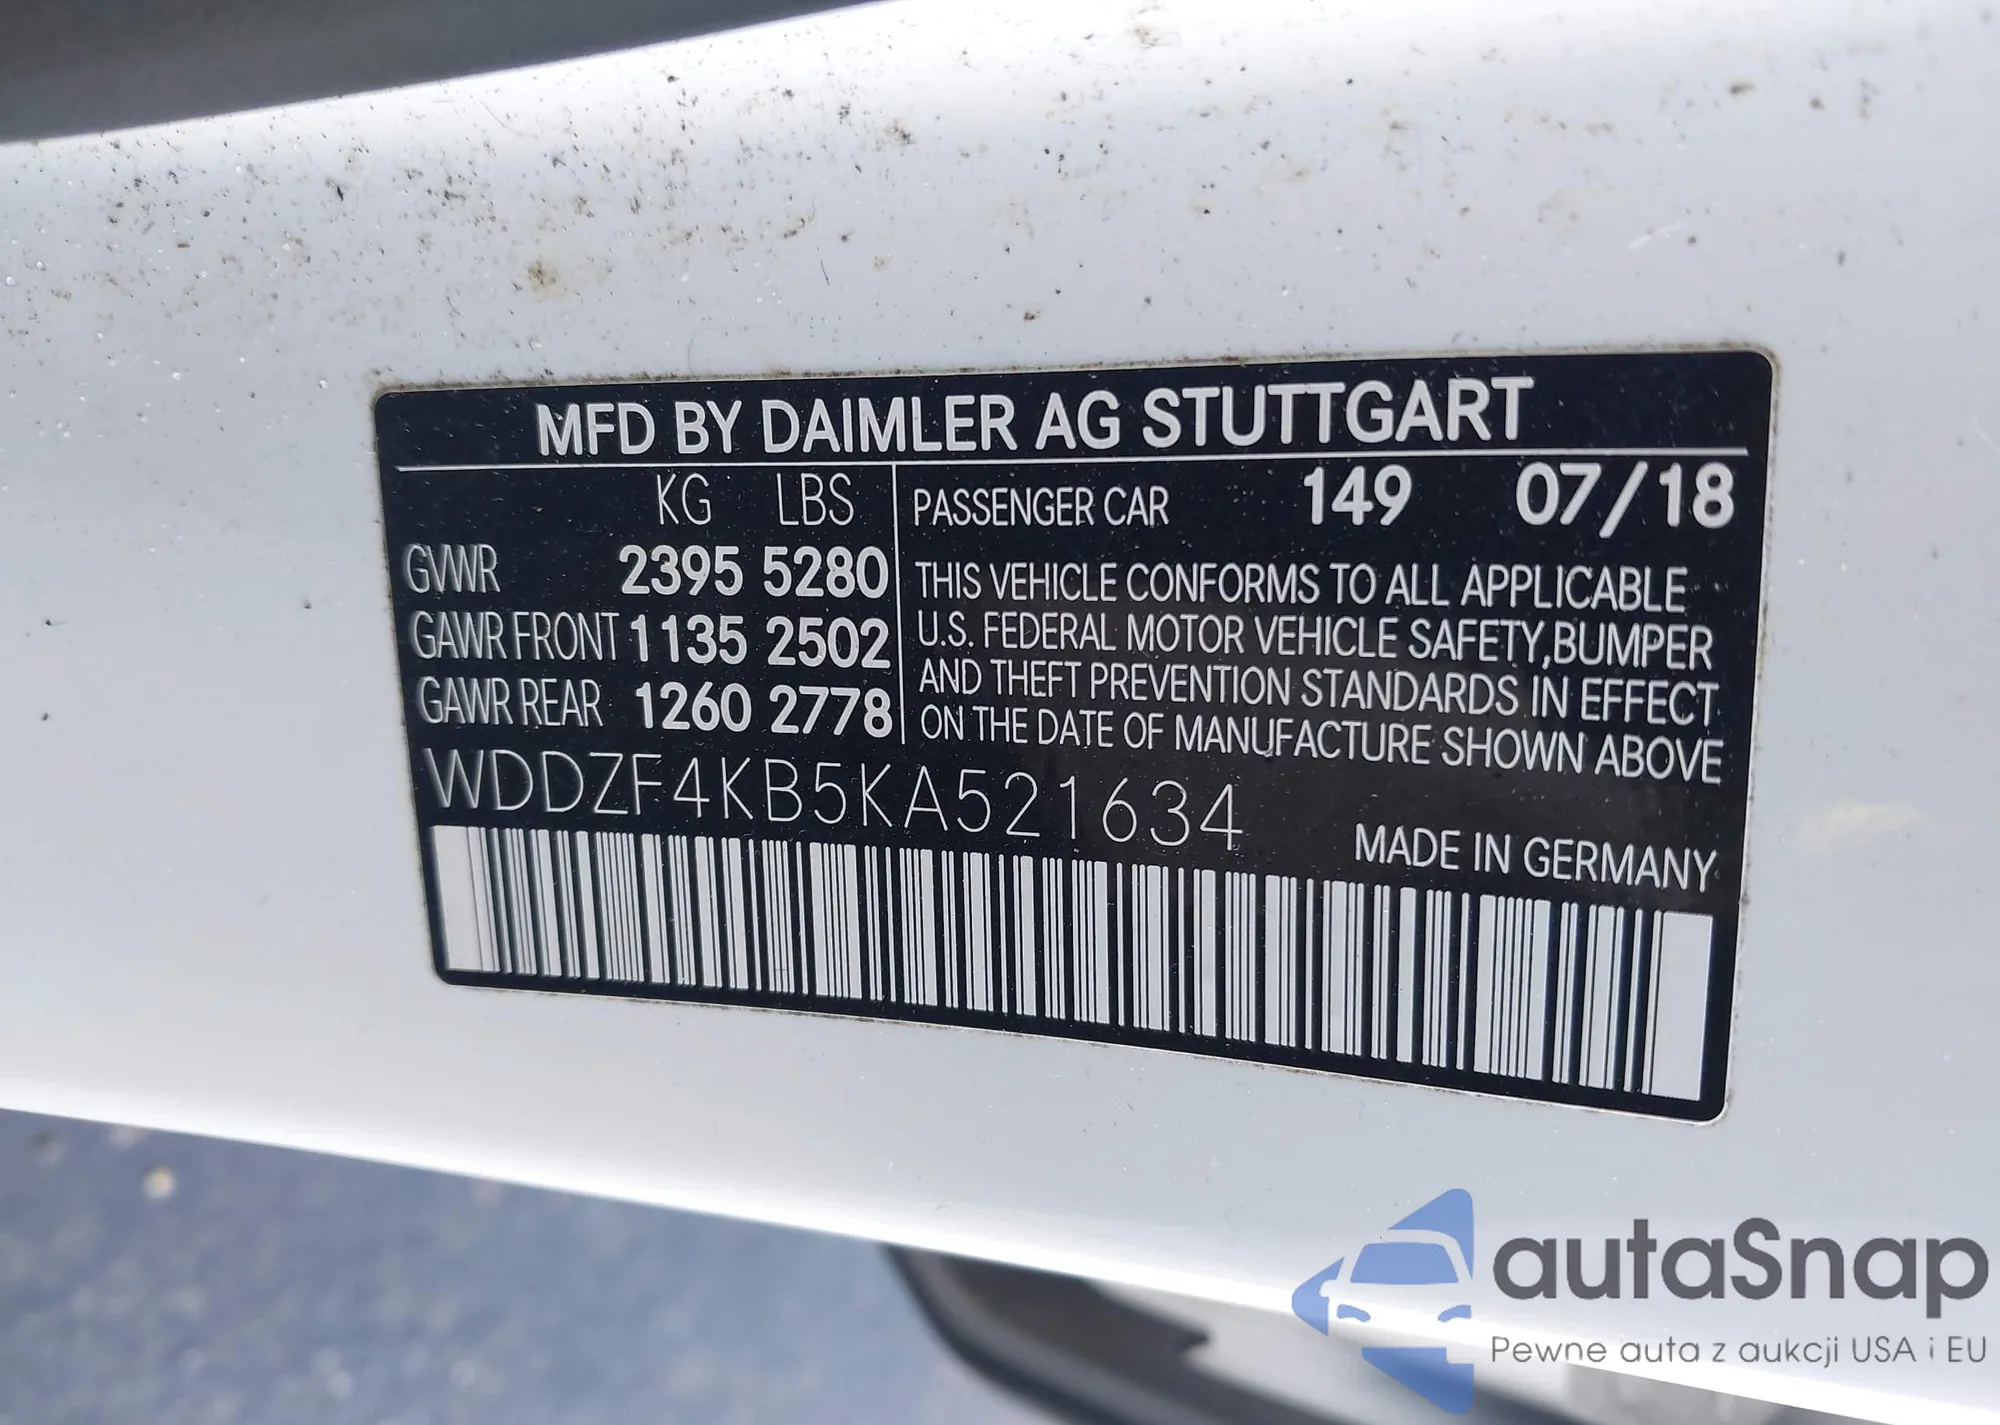 MFD BY DAIMLER AG STUTTGART
KG LBS
GVWR 2395 5280
GAWR FRONT 1135 2502
GAWR REAR 1260 2778
PASSENGER CAR 149 07/18
THIS VEHICLE CONFORMS TO ALL APPLICABLE
U.S. FEDERAL MOTOR VEHICLE SAFETY,BUMPER
AND THEFT PREVENTION STANDARDS IN EFFECT
ON THE DATE OF MANUFACTURE SHOWN ABOVE
WDDZF4KB5KA521634
MADE IN GERMANY
autaSnap
Pewne auta z aukcji USA i EU